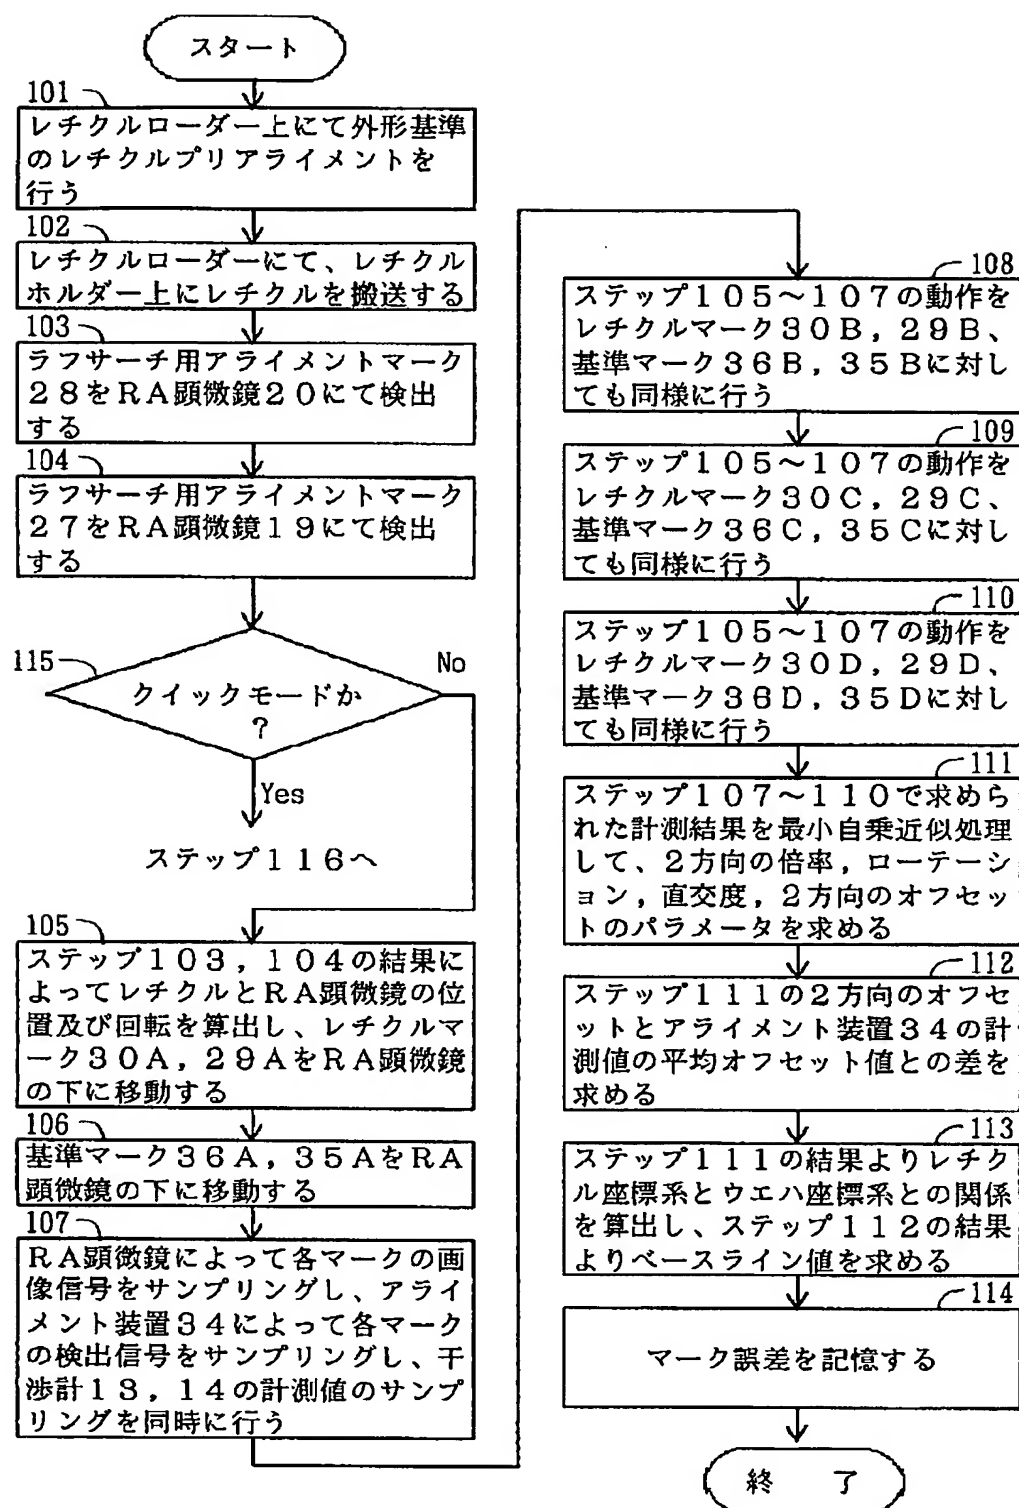 スタート
101
レチクルローダー上にて外形基準
のレチクルプリアライメントを
行う
102
レチクルローダーにて、レチクル
ホルダー上にレチクルを搬送する
103
ラフサーチ用アライメントマーク
28をRA顕微鏡20にて検出
する
104
ラフサーチ用アライメントマーク
27をRA顕微鏡19にて検出
する
115
クイックモードか
?
No
Yes
ステップ116へ
105
ステップ103,104の結果に
よってレチクルとRA顕微鏡の位
置及び回転を算出し、レチクルマ
ーク30A,29AをRA顕微鏡
の下に移動する
106
基準マーク36A,35AをRA
顕微鏡の下に移動する
107
RA顕微鏡によって各マークの画
像信号をサンプリングし、アライ
メント装置34によって各マーク
の検出信号をサンプリングし、干
渉計13,14の計測値のサンプ
リングを同時に行う
108
ステップ105~107の動作を
レチクルマーク30B,29B、
基準マーク36B,35Bに対し
ても同様に行う
109
ステップ105~107の動作を
レチクルマーク30C,29C、
基準マーク36C,35Cに対し
ても同様に行う
110
ステップ105~107の動作を
レチクルマーク30D,29D、
基準マーク36D,35Dに対し
ても同様に行う
111
ステップ107~110で求めら
れた計測結果を最小自乗近似処理
して、2方向の倍率,ローテーシ
ョン,直交度,2方向のオフセッ
トのパラメータを求める
112
ステップ111の2方向のオフセ
ットとアライメント装置34の計
測値の平均オフセット値との差を
求める
113
ステップ111の結果よりレチク
ル座標系とウエハ座標系との関係
を算出し、ステップ112の結果
よりベースライン値を求める
114
マーク誤差を記憶する
終 了